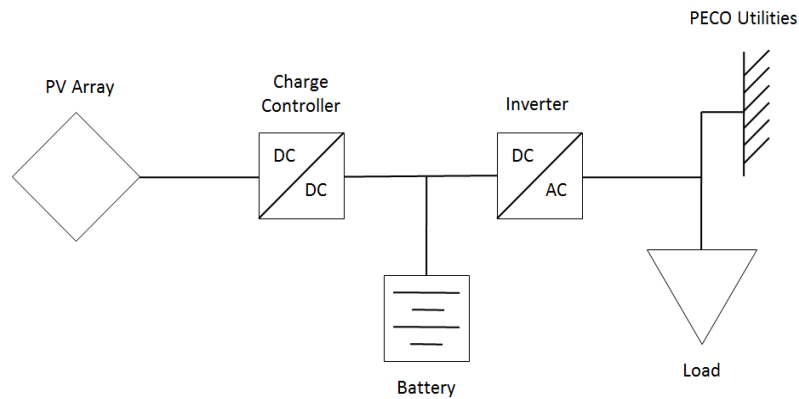 PECO Utilities
PV Array
Charge
Controller
Inverter
DC
DC
DC
AC
Battery
Load